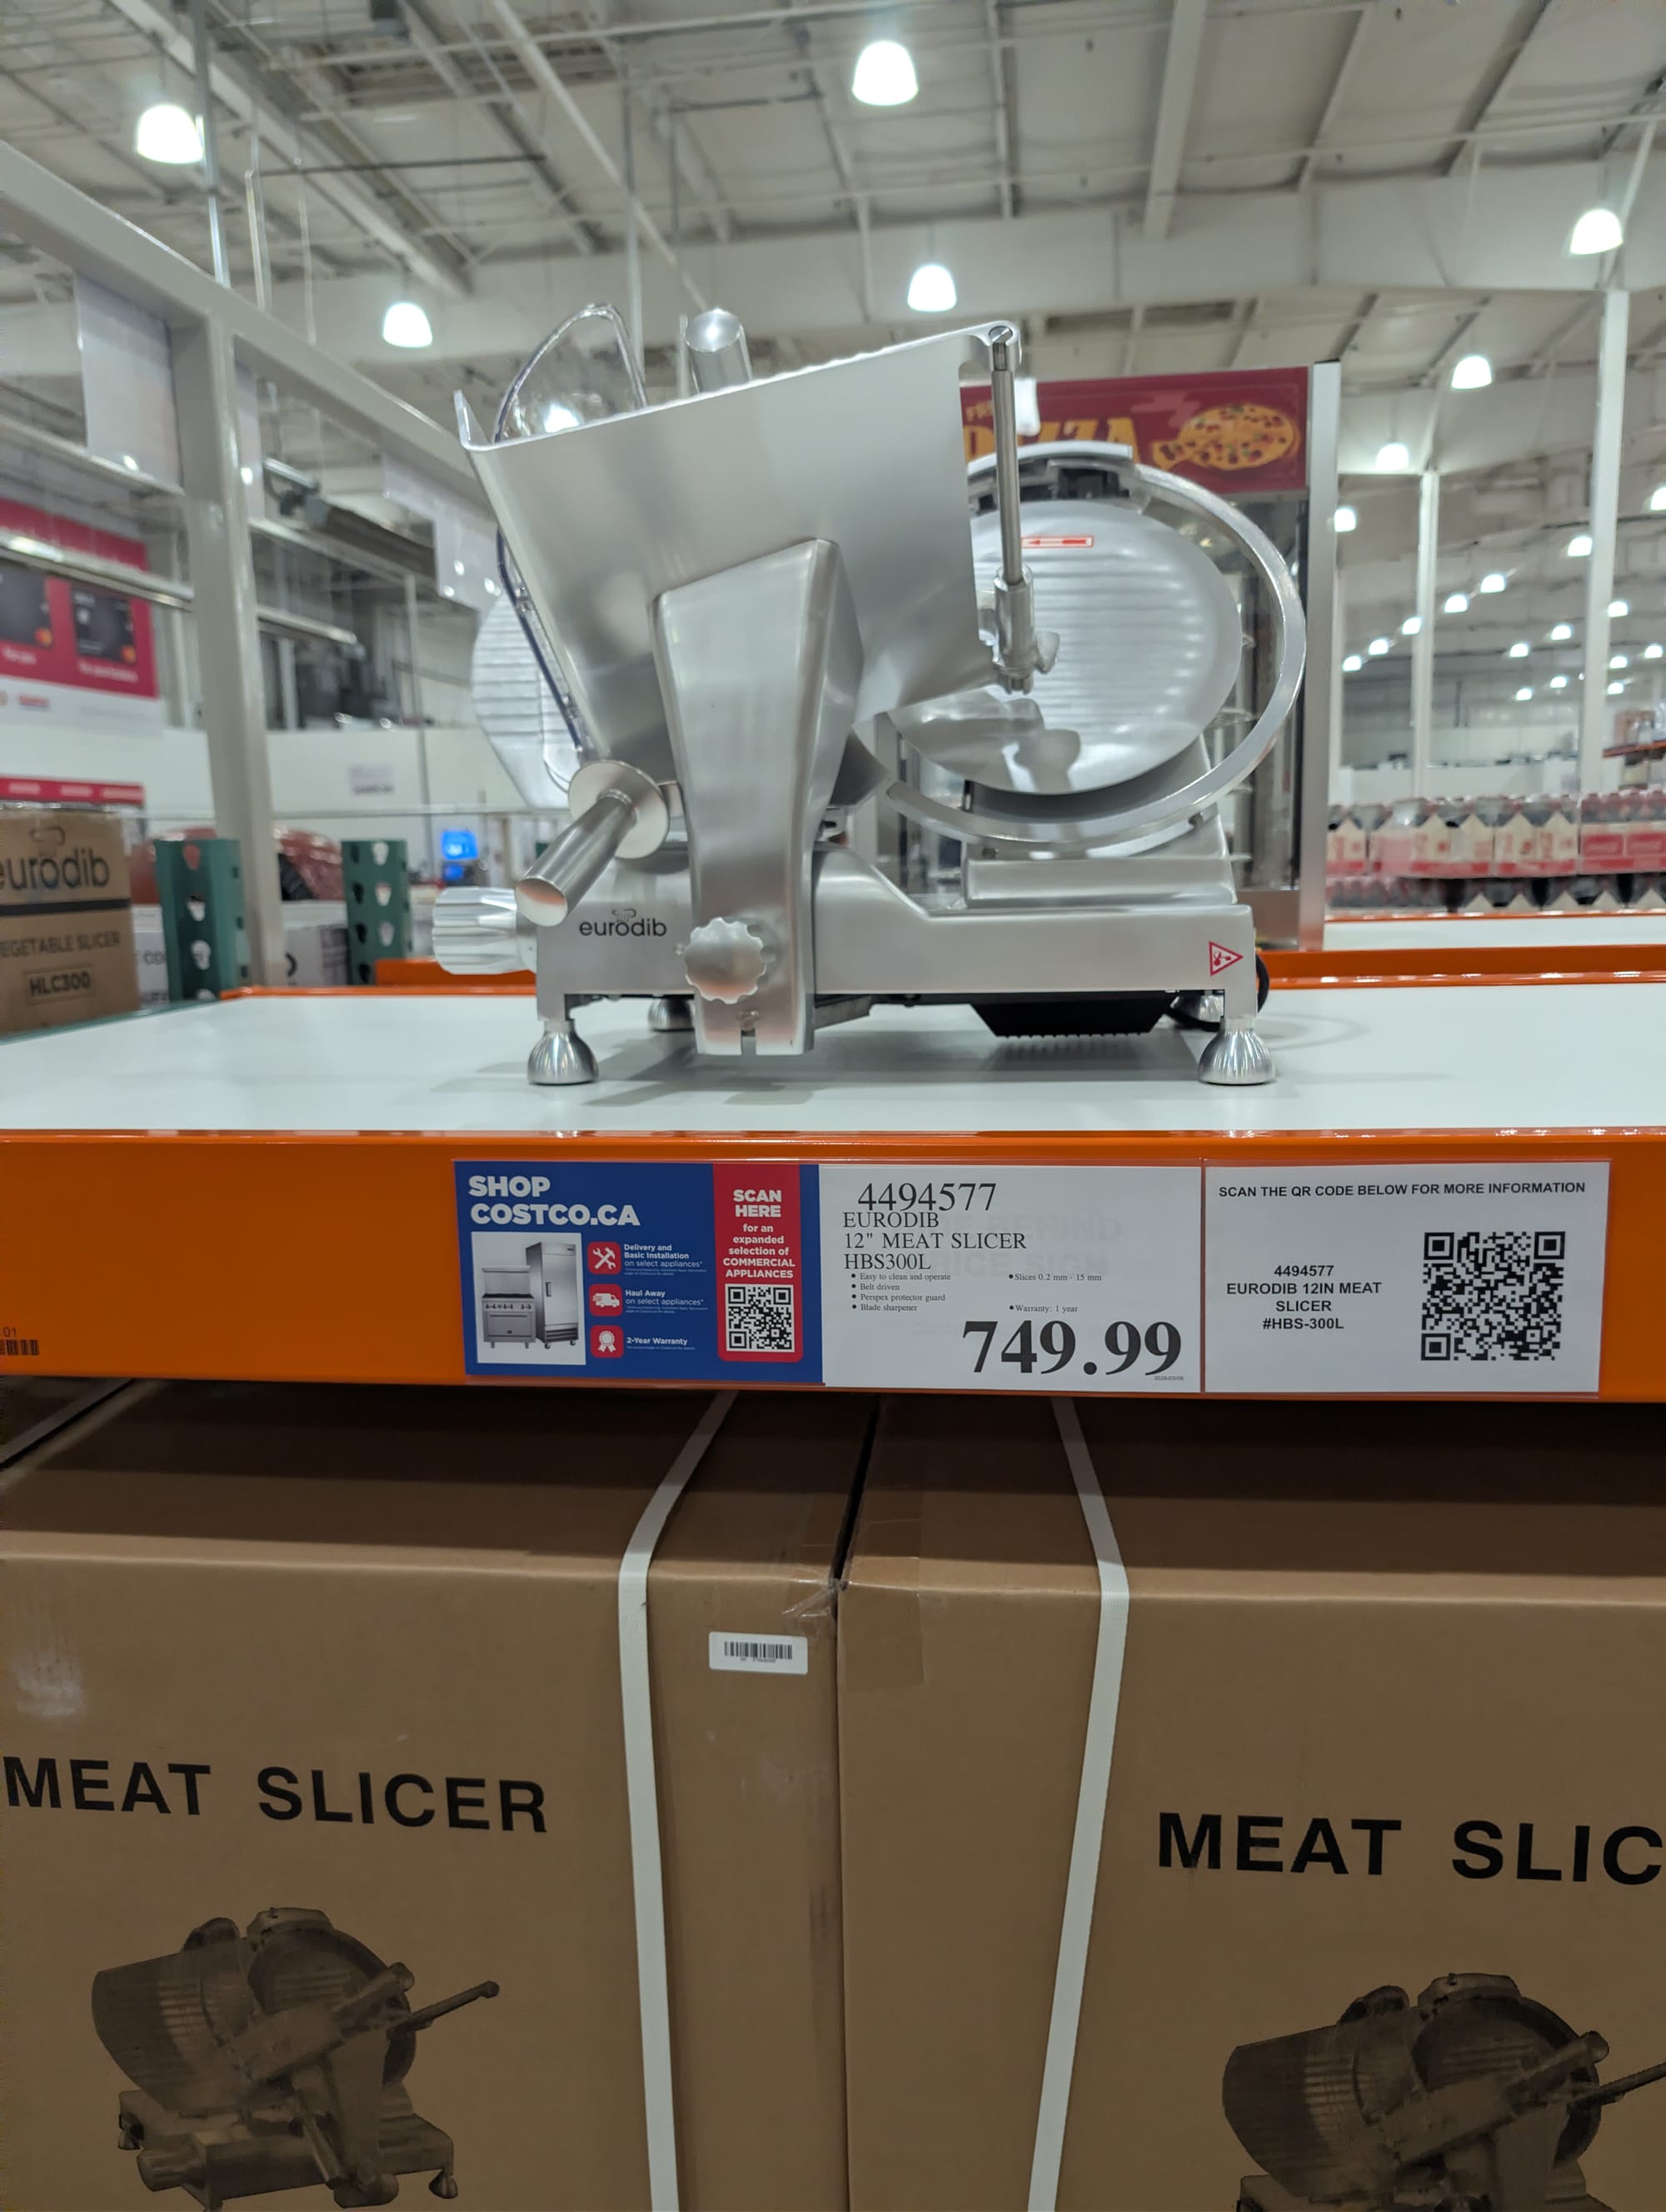 PIZZA
eurodib
eurodib
EGETABLE SLICER
HLC300
SHOP
COSTCO.CA
Delivery and
Basic Installation
on select appliances*
Haul Away
on select appliances*
2-Year Warranty
SCAN
HERE
for an
expanded
selection of
COMMERCIAL
APPLIANCES
4494577
EURODIB
12" MEAT SLICER
HBS300L
• Easy to clean and operate
• Belt driven
• Perspex protector guard
• Blade sharpener
• Slices 0.2 mm - 15 mm
• Warranty: 1 year
749.99
SCAN THE QR CODE BELOW FOR MORE INFORMATION
4494577
EURODIB 12IN MEAT
SLICER
#HBS-300L
01
MEAT SLICER
MEAT SLIC